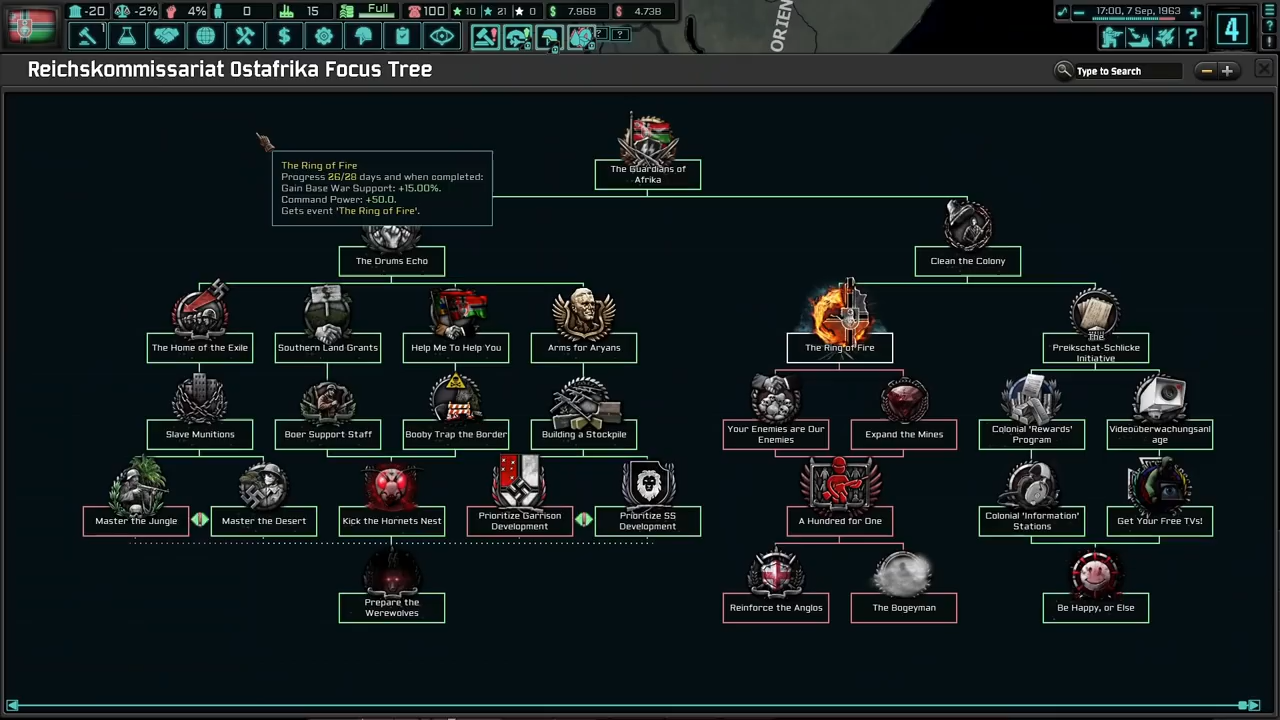 -20 -2% 4% 0 15 Full 100 10 21 0 $ 7.96B $ 4.73B
17:00, 7 Sep, 1963
4
1
ORIEN
Reichskommissariat Ostafrika Focus Tree
Type to Search
The Ring of Fire
Progress 26/28 days and when completed:
Gain Base War Support: +15.00%.
Command Power: +50.0.
Gets event 'The Ring of Fire'.
The Guardians of
Afrika
The Drums Echo
Clean the Colony
The Home of the Exile
Southern Land Grants
Help Me To Help You
Arms for Aryans
The Ring of Fire
The
Preikschat-Schlicke
Initiative
Slave Munitions
Boer Support Staff
Booby Trap the Border
Building a Stockpile
Your Enemies are Our
Enemies
Expand the Mines
Colonial 'Rewards'
Program
Videoüberwachungsanl
age
Master the Jungle
Master the Desert
Kick the Hornets Nest
Prioritize Garrison
Development
Prioritize SS
Development
A Hundred for One
Colonial 'Information'
Stations
Get Your Free TVs!
Prepare the
Werewolves
Reinforce the Anglos
The Bogeyman
Be Happy, or Else